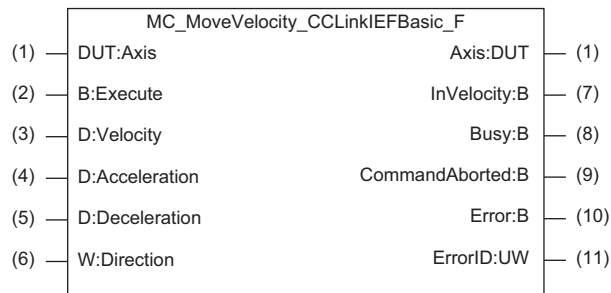 MC_MoveVelocity_CCLinkIEFBasic_F
(1) DUT:Axis Axis:DUT (1)
(2) B:Execute InVelocity:B (7)
(3) D:Velocity Busy:B (8)
(4) D:Acceleration CommandAborted:B (9)
(5) D:Deceleration Error:B (10)
(6) W:Direction ErrorID:UW (11)